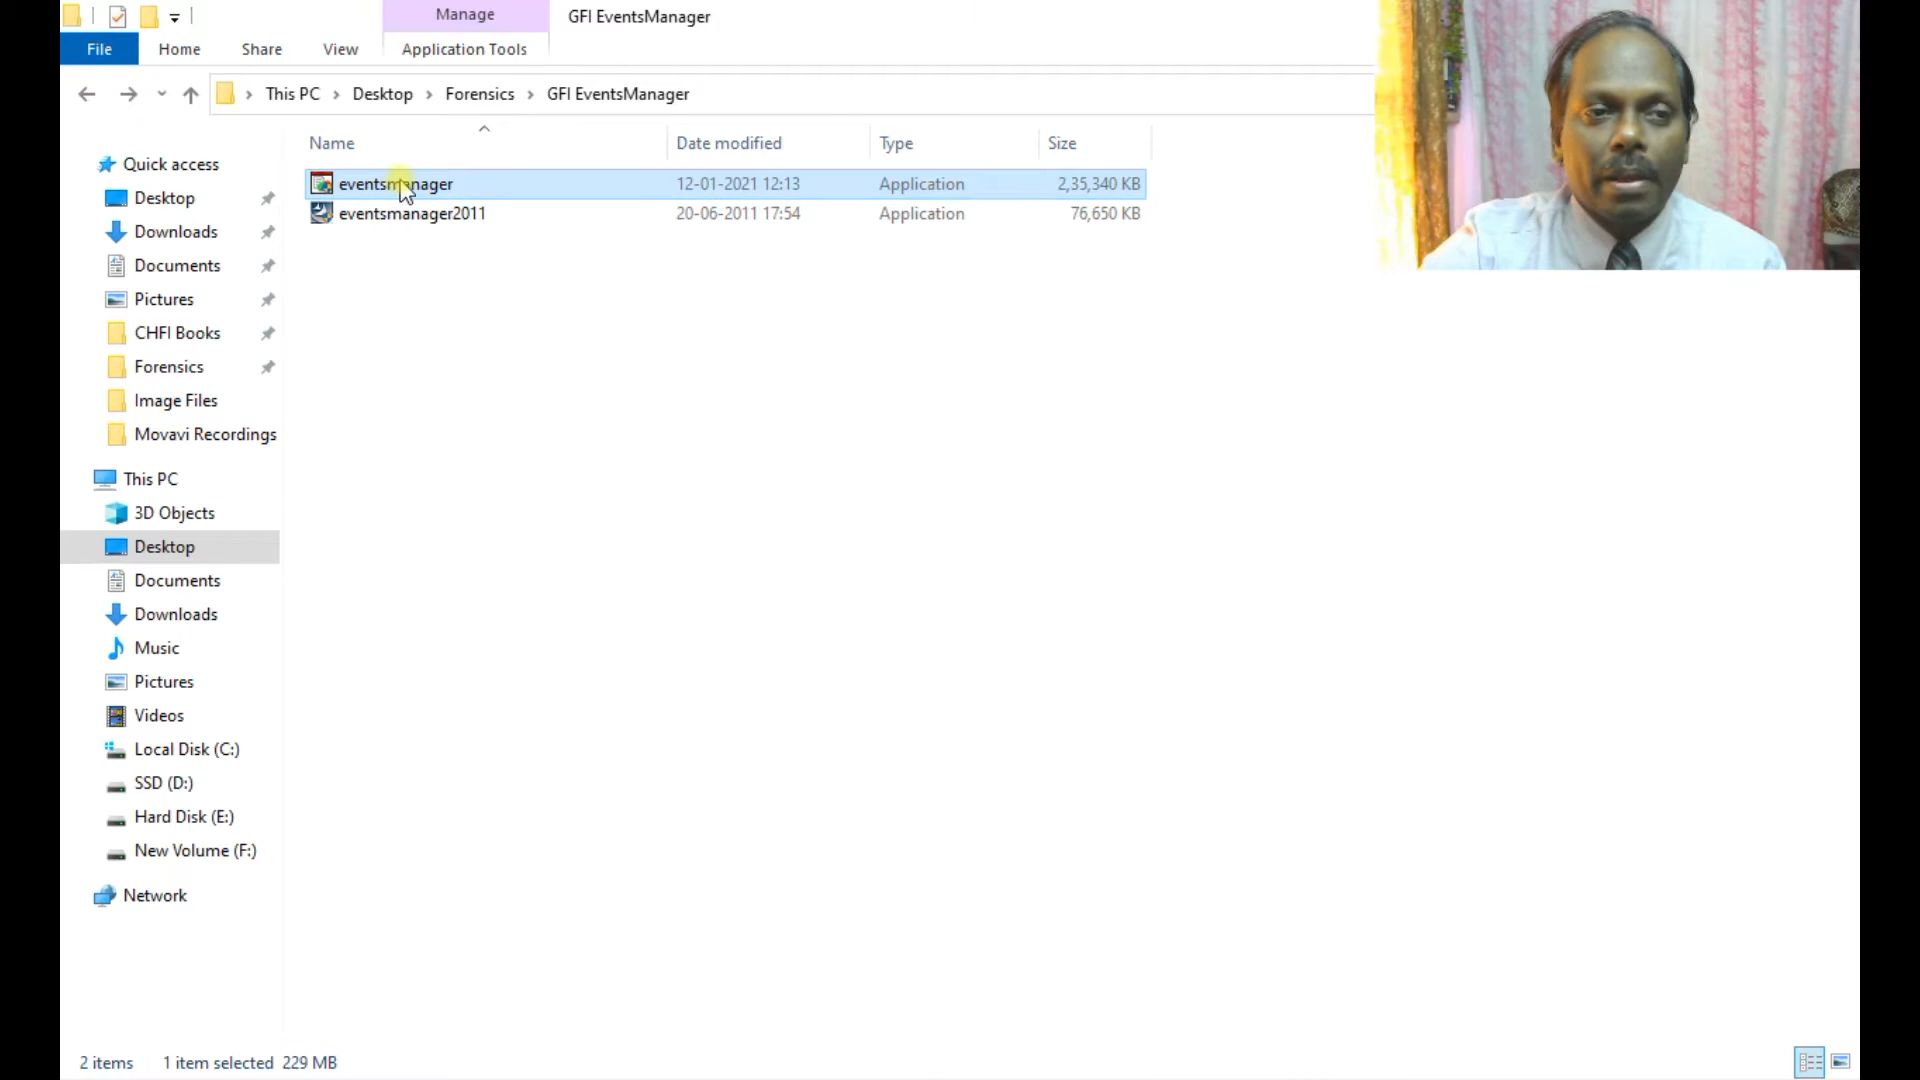 Manage
GFI EventsManager
File
Home
Share
View
Application Tools
This PC
Desktop
Forensics
GFI EventsManager
Name
Date modified
Type
Size
eventsmanager
12-01-2021 12:13
Application
2,35,340 KB
eventsmanager2011
20-06-2011 17:54
Application
76,650 KB
Quick access
Desktop
Downloads
Documents
Pictures
CHFI Books
Forensics
Image Files
Movavi Recordings
This PC
3D Objects
Desktop
Documents
Downloads
Music
Pictures
Videos
Local Disk (C:)
SSD (D:)
Hard Disk (E:)
New Volume (F:)
Network
2 items
1 item selected 229 MB